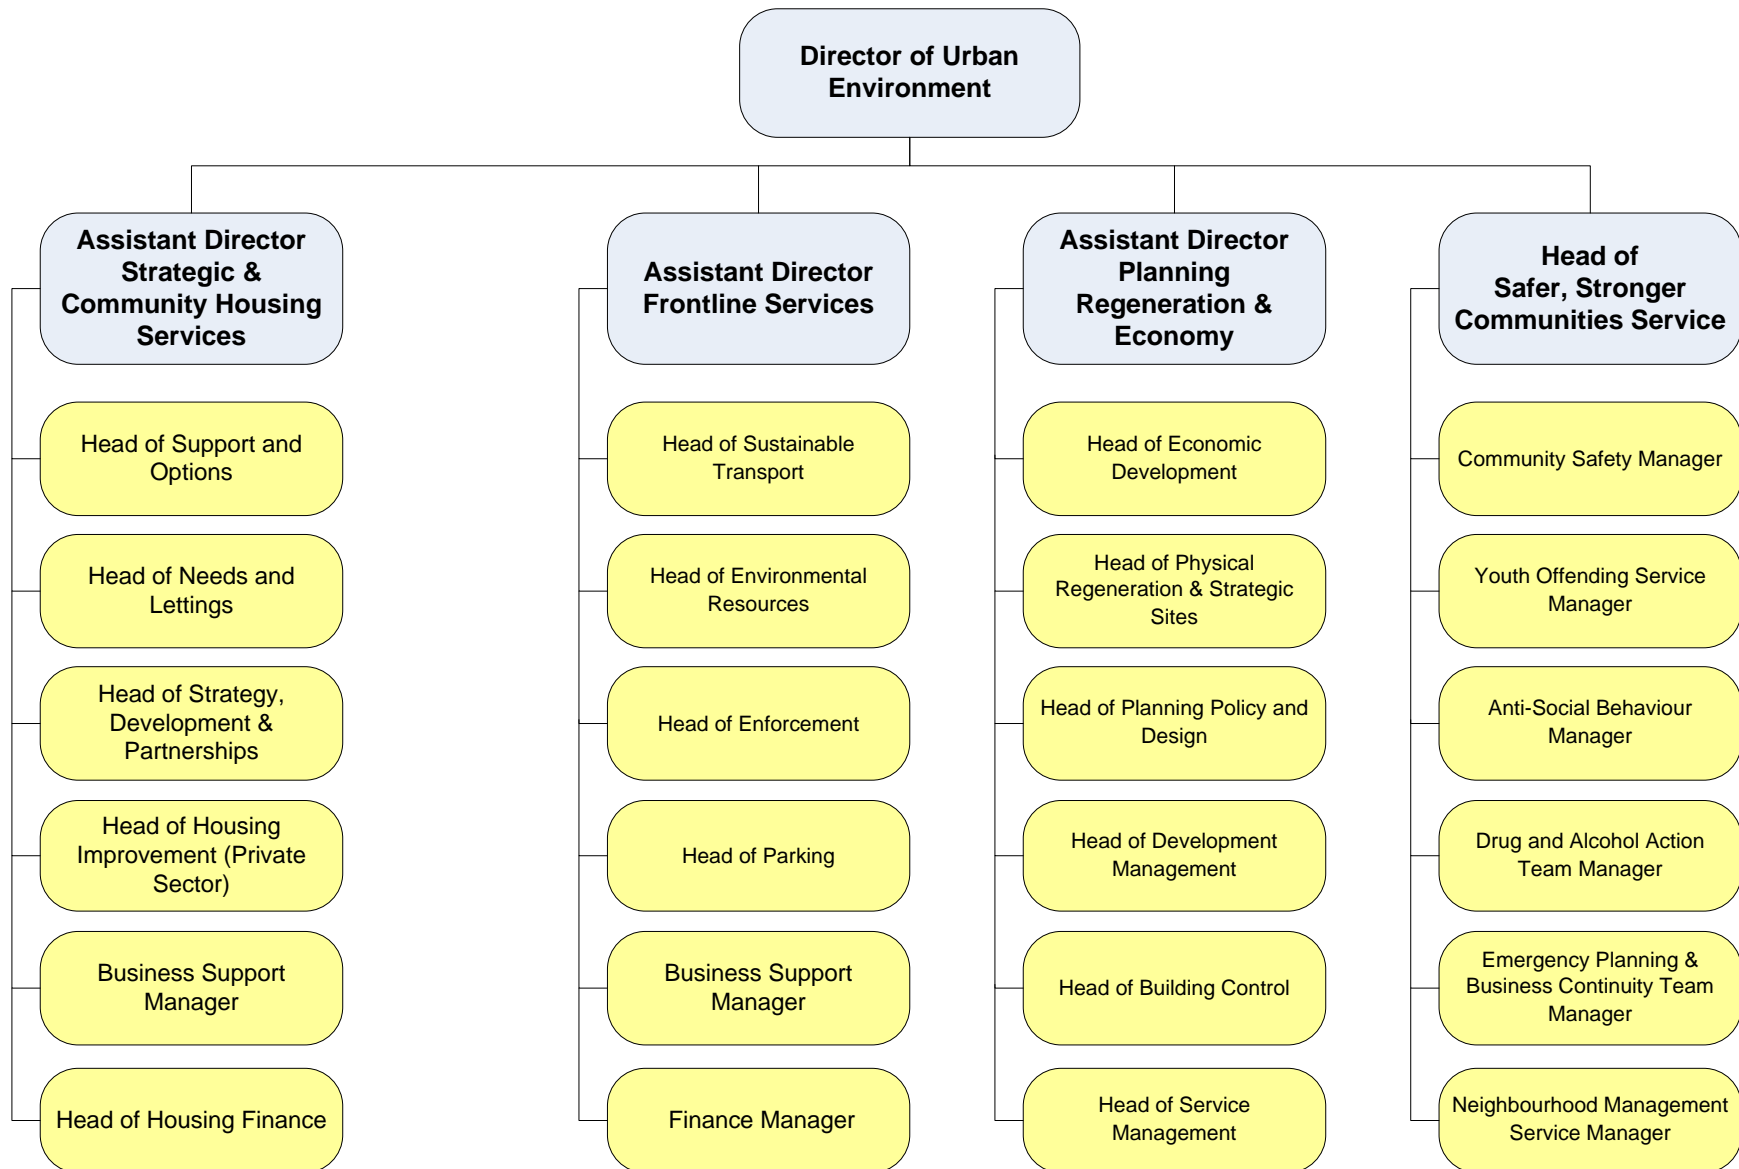 Director of Urban
Environment
Assistant Director
Strategic &
Community Housing
Services
Assistant Director
Frontline Services
Assistant Director
Planning
Regeneration &
Economy
Head of
Safer, Stronger
Communities Service
Head of Support and
Options
Head of Sustainable
Transport
Head of Economic
Development
Community Safety Manager
Head of Needs and
Lettings
Head of Environmental
Resources
Head of Physical
Regeneration & Strategic
Sites
Youth Offending Service
Manager
Head of Strategy,
Development &
Partnerships
Head of Enforcement
Head of Planning Policy and
Design
Anti-Social Behaviour
Manager
Head of Housing
Improvement (Private
Sector)
Head of Parking
Head of Development
Management
Drug and Alcohol Action
Team Manager
Business Support
Manager
Business Support
Manager
Head of Building Control
Emergency Planning &
Business Continuity Team
Manager
Head of Housing Finance
Finance Manager
Head of Service
Management
Neighbourhood Management
Service Manager